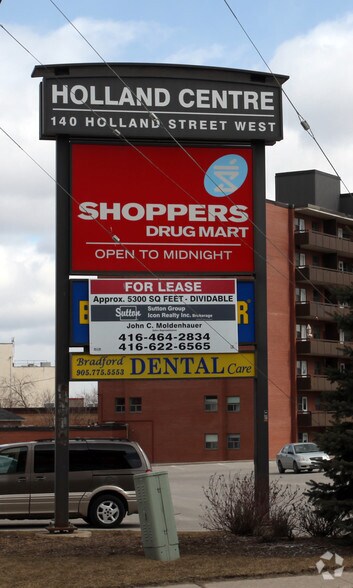 HOLLAND CENTRE
140 HOLLAND STREET WEST
SHOPPERS
DRUG MART
OPEN TO MIDNIGHT
FOR LEASE
Approx. 5300 SQ FEET - DIVIDABLE
Sutton
Sutton Group
Icon Realty Inc. Brokerage
John C. Moldenhauer
416-464-2834
416-622-6565
Bradford
905.775.5553
DENTAL Care